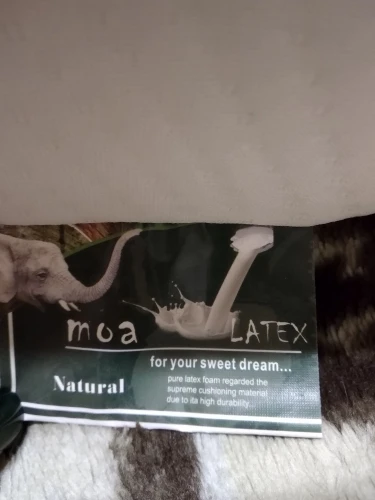 moa LATEX
for your sweet dream...
Natural
pure latex foam regarded the
supreme cushioning material
due to its high durability...